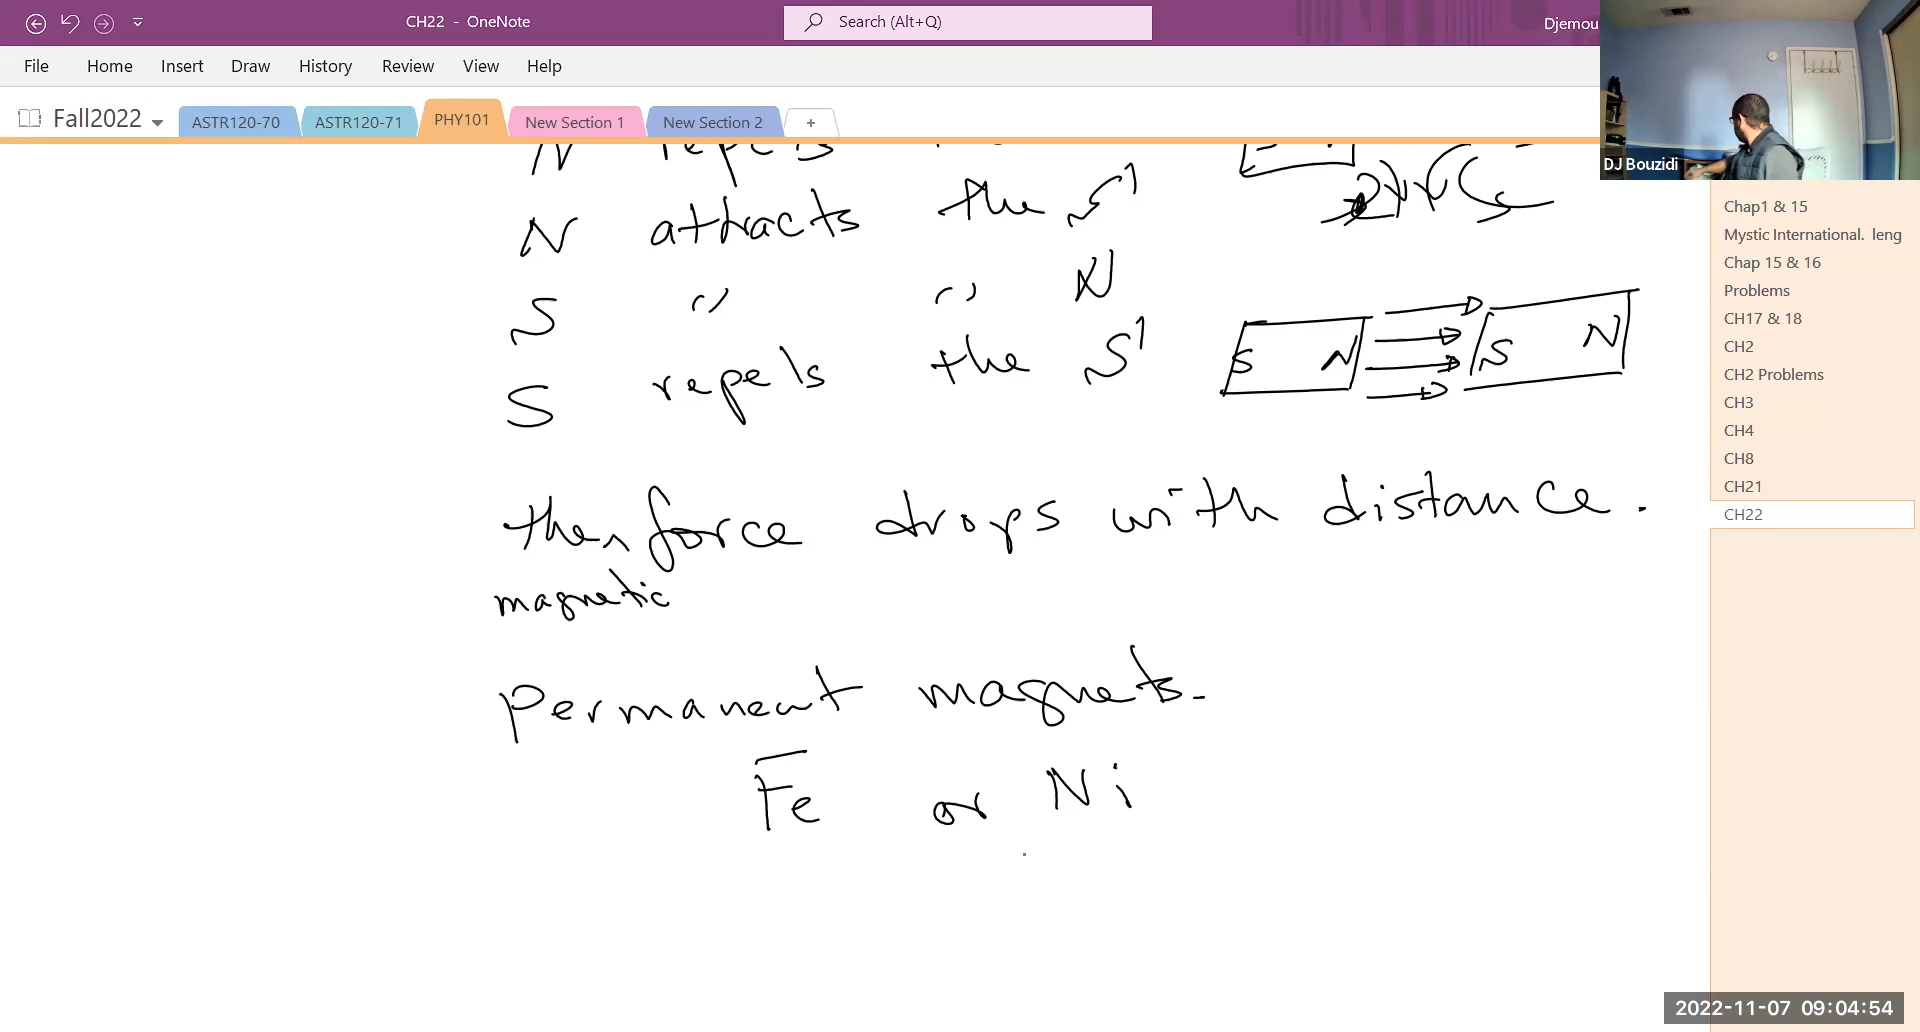 CH22 - OneNote
Search (Alt+Q)
Djemou
File Home Insert Draw History Review View Help
Fall2022
ASTR120-70 ASTR120-71 PHY101 New Section 1 New Section 2 +
DJ Bouzidi
N repels
N attracts the S
S " " N
S repels the S
S N S N
the ^ force drops with distance.
magnetic
Permanent magnets.
Fe or Ni
Chap1 & 15
Mystic International. leng
Chap 15 & 16
Problems
CH17 & 18
CH2
CH2 Problems
CH3
CH4
CH8
CH21
CH22
2022-11-07 09:04:54